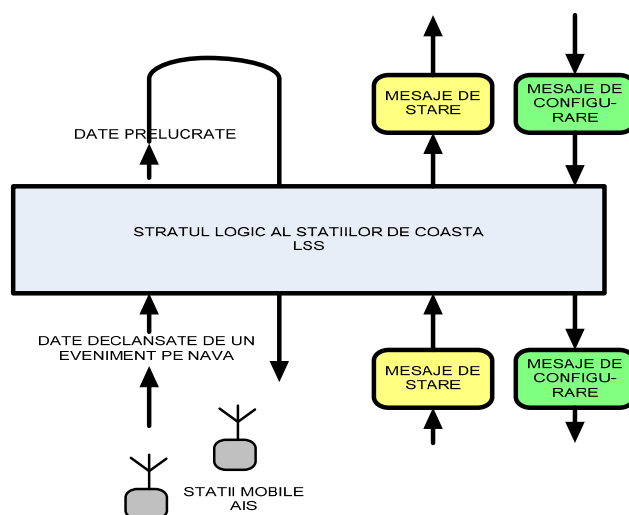 MESAJE DE
STARE
MESAJE DE
CONFIGU-
RARE
DATE PRELUCRATE
STRATUL LOGIC AL STATIILOR DE COASTA
LSS
DATE DECLANSATE DE UN
EVENIMENT PE NAVA
MESAJE DE
STARE
MESAJE DE
CONFIGU-
RARE
STATII MOBILE
AIS